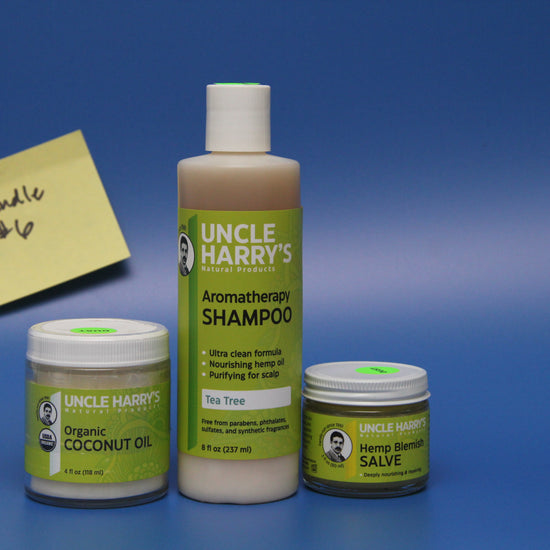 #6
UNCLE HARRY'S
Natural Products
Organic
COCONUT OIL
USDA
ORGANIC
4 fl oz (118 ml)
UNCLE
HARRY'S
Natural Products
Aromatherapy
SHAMPOO
• Ultra clean formula
• Nourishing hemp oil
• Purifying for scalp
Tea Tree
Free from parabens, phthalates,
sulfates, and synthetic fragrances
8 fl oz (237 ml)
UNCLE HARRY'S
Natural Products
Hemp Blemish
SALVE
• Deeply nourishing &